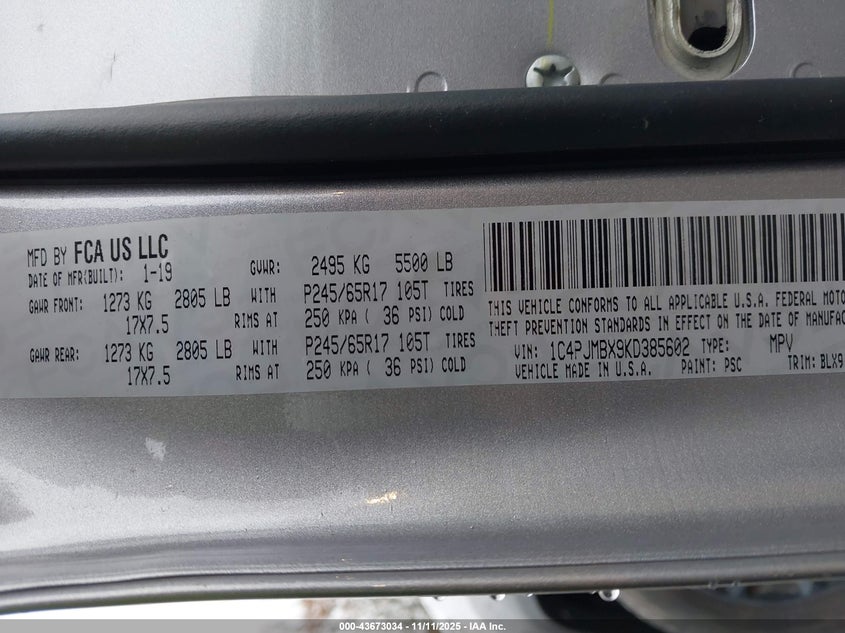 MFD BY FCA US LLC
DATE OF MFR(BUILT): 1-19
GVWR: 2495 KG 5500 LB
GAWR FRONT: 1273 KG 2805 LB WITH P245/65R17 105T TIRES
17X7.5 RIMS AT 250 KPA ( 36 PSI) COLD
GAWR REAR: 1273 KG 2805 LB WITH P245/65R17 105T TIRES
17X7.5 RIMS AT 250 KPA ( 36 PSI) COLD
THIS VEHICLE CONFORMS TO ALL APPLICABLE U.S.A. FEDERAL MOTO
THEFT PREVENTION STANDARDS IN EFFECT ON THE DATE OF MANUFAC
VIN: 1C4PJMBX9KD385602 TYPE: MPV
VEHICLE MADE IN U.S.A. PAINT: PSC TRIM: BLX9
000-43673034 - 11/11/2025 - IAA Inc.